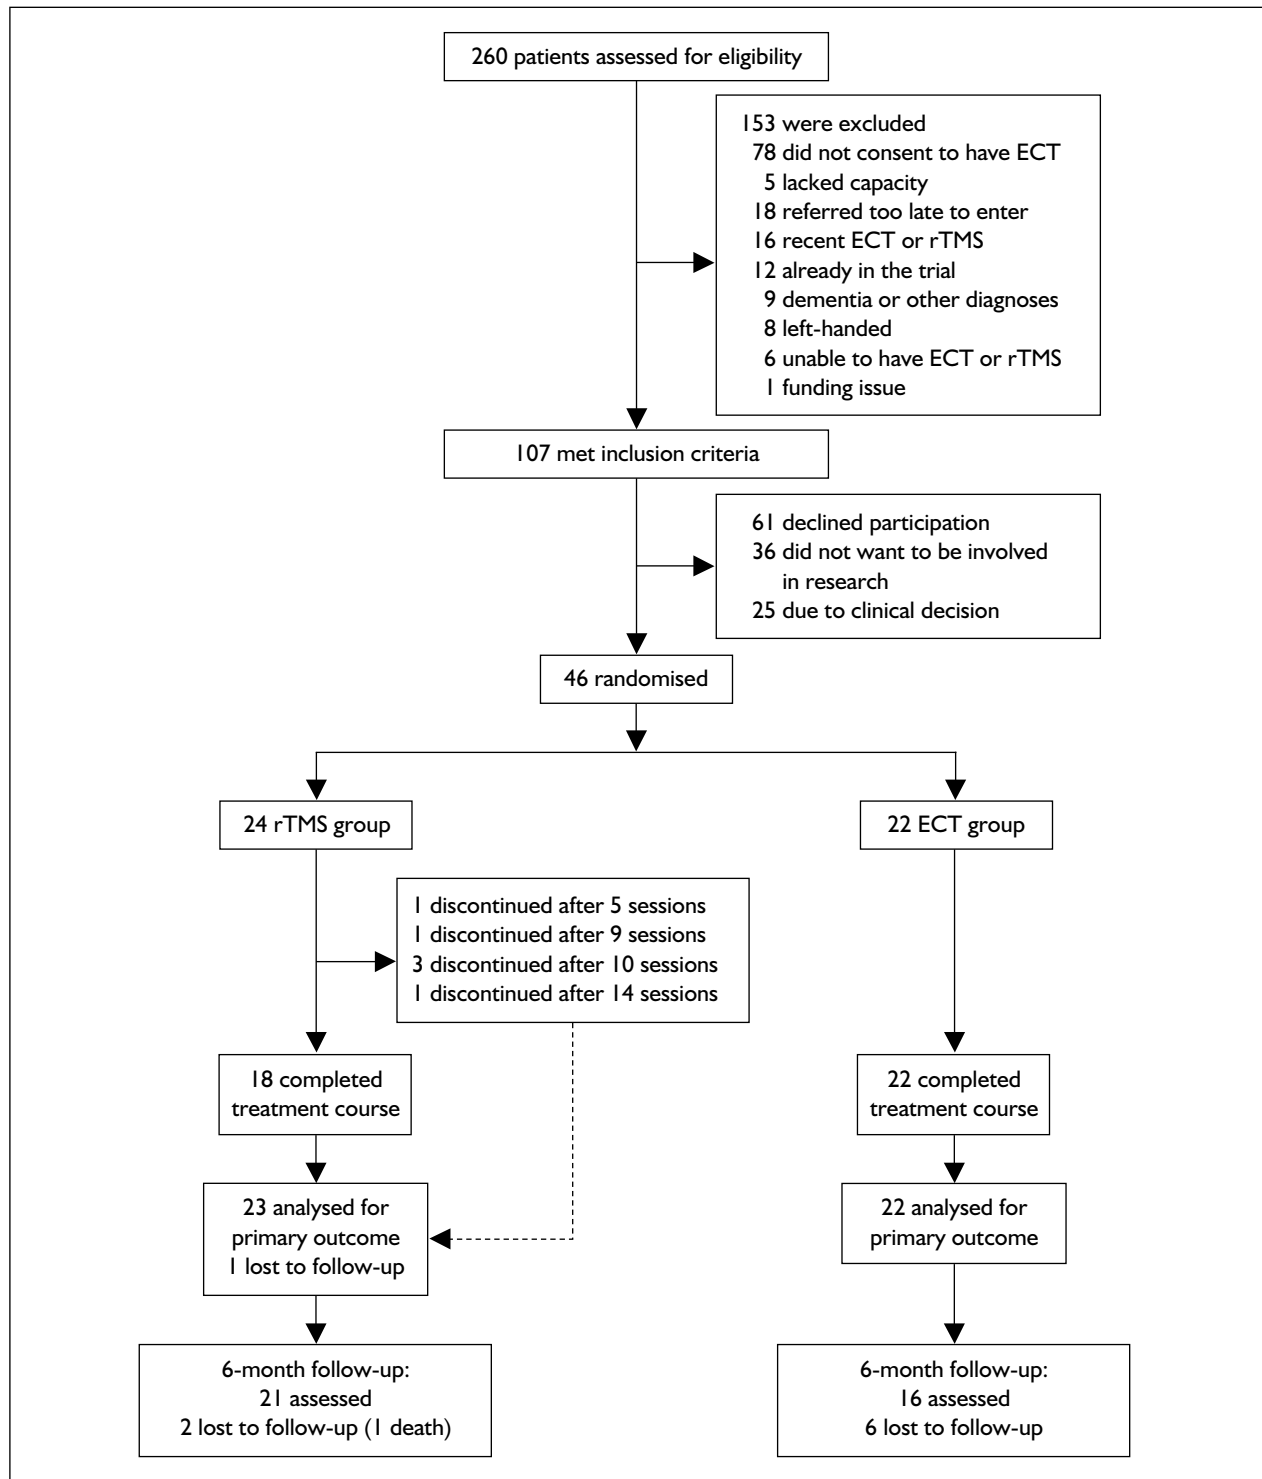 260 patients assessed for eligibility
153 were excluded
78 did not consent to have ECT
5 lacked capacity
18 referred too late to enter
16 recent ECT or rTMS
12 already in the trial
9 dementia or other diagnoses
8 left-handed
6 unable to have ECT or rTMS
1 funding issue
107 met inclusion criteria
61 declined participation
36 did not want to be involved
in research
25 due to clinical decision
46 randomised
24 rTMS group
22 ECT group
1 discontinued after 5 sessions
1 discontinued after 9 sessions
3 discontinued after 10 sessions
1 discontinued after 14 sessions
18 completed
treatment course
22 completed
treatment course
23 analysed for
primary outcome
1 lost to follow-up
22 analysed for
primary outcome
6-month follow-up:
21 assessed
2 lost to follow-up (1 death)
6-month follow-up:
16 assessed
6 lost to follow-up